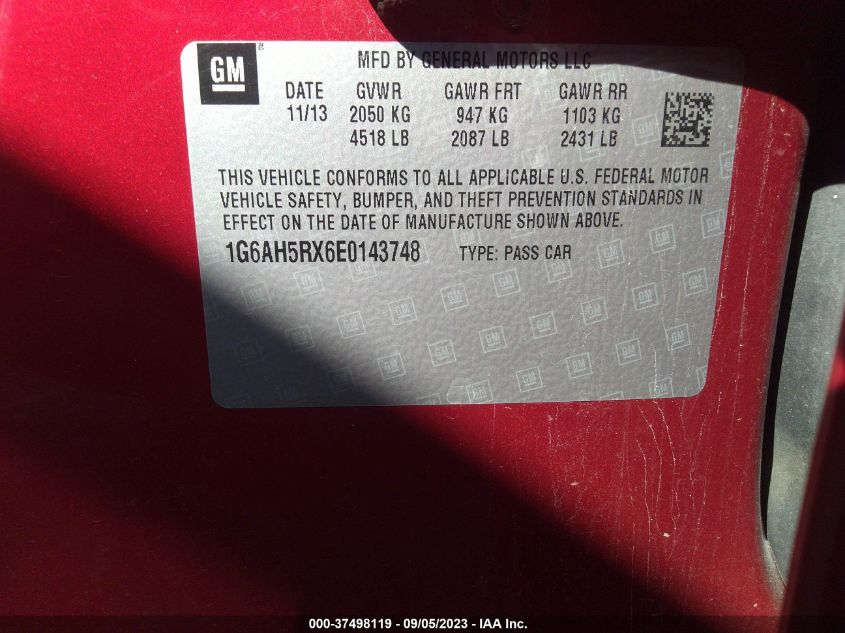 GM
®
MFD BY GENERAL MOTORS LLC
DATE GVWR GAWR FRT GAWR RR
11/13 2050 KG 947 KG 1103 KG
4518 LB 2087 LB 2431 LB
THIS VEHICLE CONFORMS TO ALL APPLICABLE U.S. FEDERAL MOTOR
VEHICLE SAFETY, BUMPER, AND THEFT PREVENTION STANDARDS IN
EFFECT ON THE DATE OF MANUFACTURE SHOWN ABOVE.
1G6AH5RX6E0143748 TYPE: PASS CAR
000-37498119 - 09/05/2023 - IAA Inc.